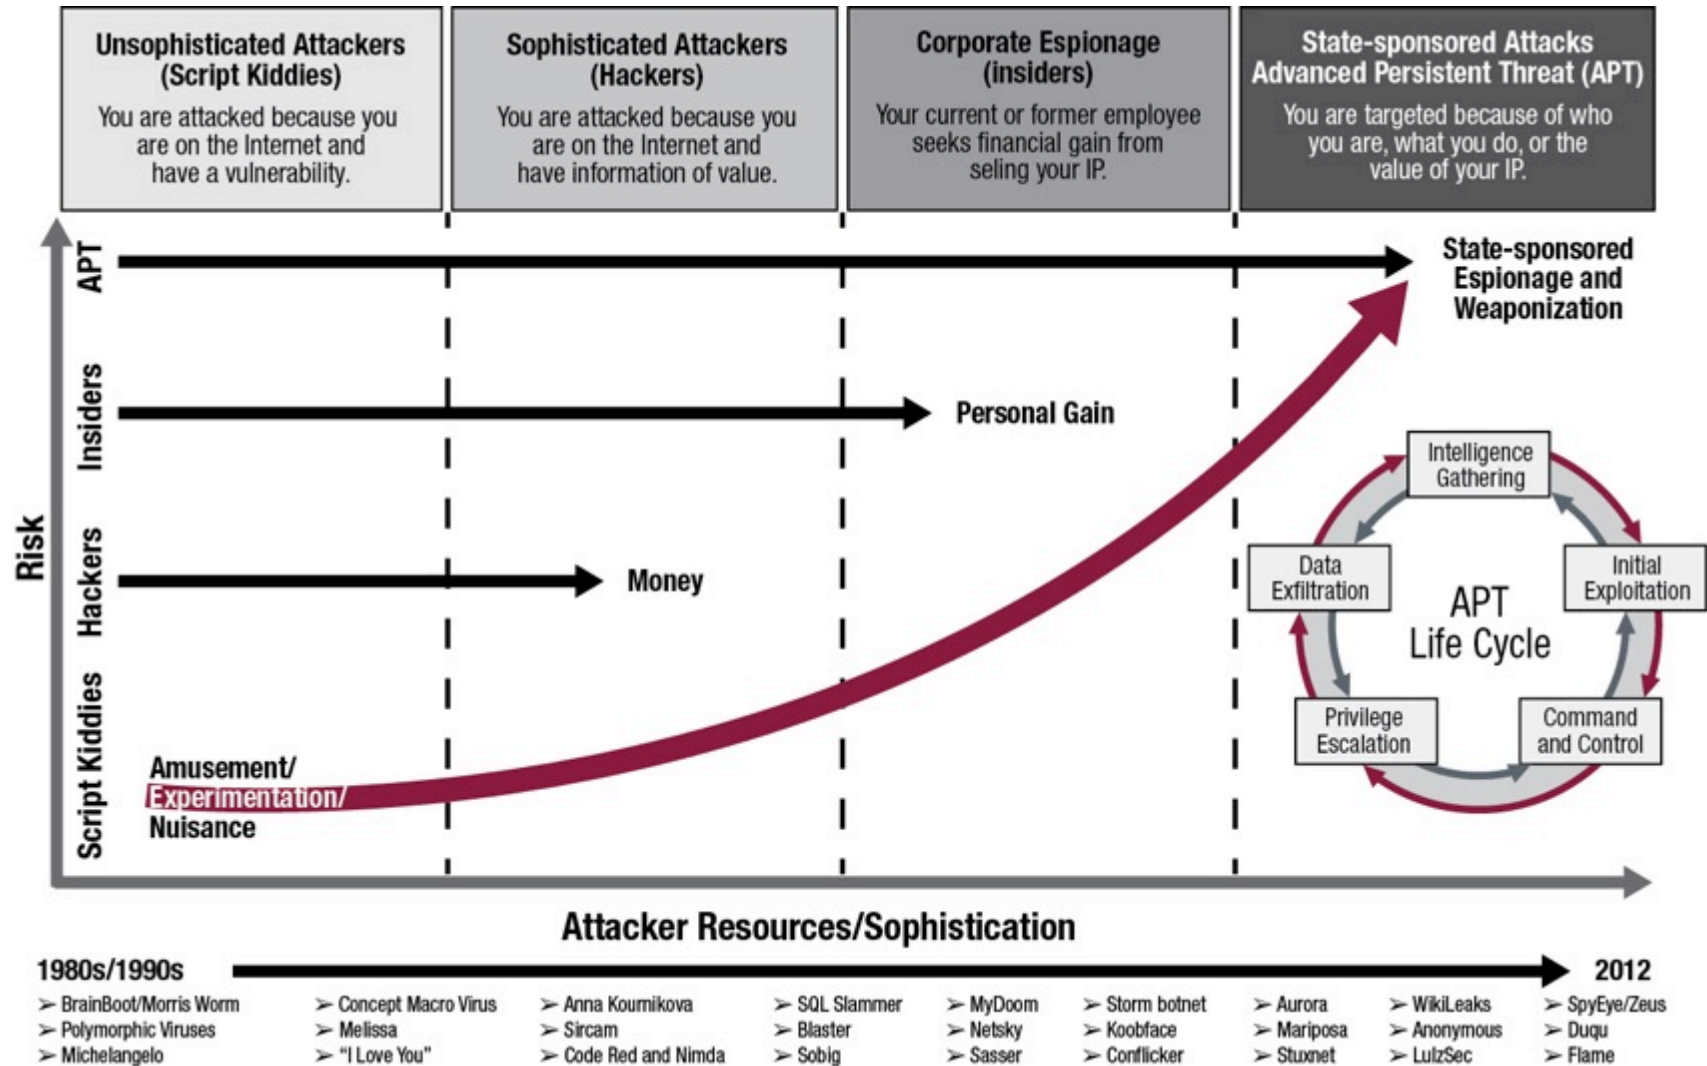 Unsophisticated Attackers
(Script Kiddies)
You are attacked because you
are on the Internet and
have a vulnerability.
Sophisticated Attackers
(Hackers)
You are attacked because you
are on the Internet and
have information of value.
Corporate Espionage
(insiders)
Your current or former employee
seeks financial gain from
seling your IP.
State-sponsored Attacks
Advanced Persistent Threat (APT)
You are targeted because of who
you are, what you do, or the
value of your IP.
Risk
APT
Insiders
Hackers
Script Kiddies
State-sponsored
Espionage and
Weaponization
Personal Gain
Money
Amusement/
Experimentation/
Nuisance
Intelligence
Gathering
Initial
Exploitation
Command
and Control
Privilege
Escalation
Data
Exfiltration
APT
Life Cycle
Attacker Resources/Sophistication
1980s/1990s
2012
➢ BrainBoot/Morris Worm
➢ Polymorphic Viruses
➢ Michelangelo
➢ Concept Macro Virus
➢ Melissa
➢ “I Love You”
➢ Anna Kournikova
➢ Sircam
➢ Code Red and Nimda
➢ SQL Slammer
➢ Blaster
➢ Sobig
➢ MyDoom
➢ Netsky
➢ Sasser
➢ Storm botnet
➢ Koobface
➢ Conflicker
➢ Aurora
➢ Mariposa
➢ Stuxnet
➢ WikiLeaks
➢ Anonymous
➢ LulzSec
➢ SpyEye/Zeus
➢ Duqu
➢ Flame